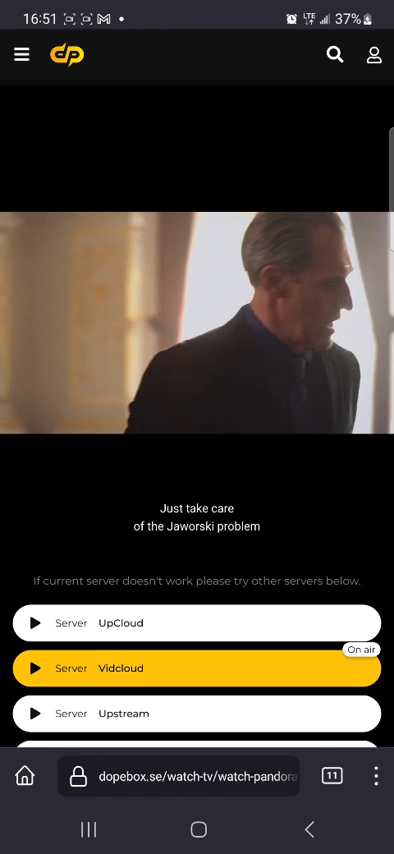 16:51
LTE
37%
dp
Just take care
of the Jaworski problem
If current server doesn't work please try other servers below.
Server UpCloud
On air
Server Vidcloud
Server Upstream
dopebox.se/watch-tv/watch-pandora
11